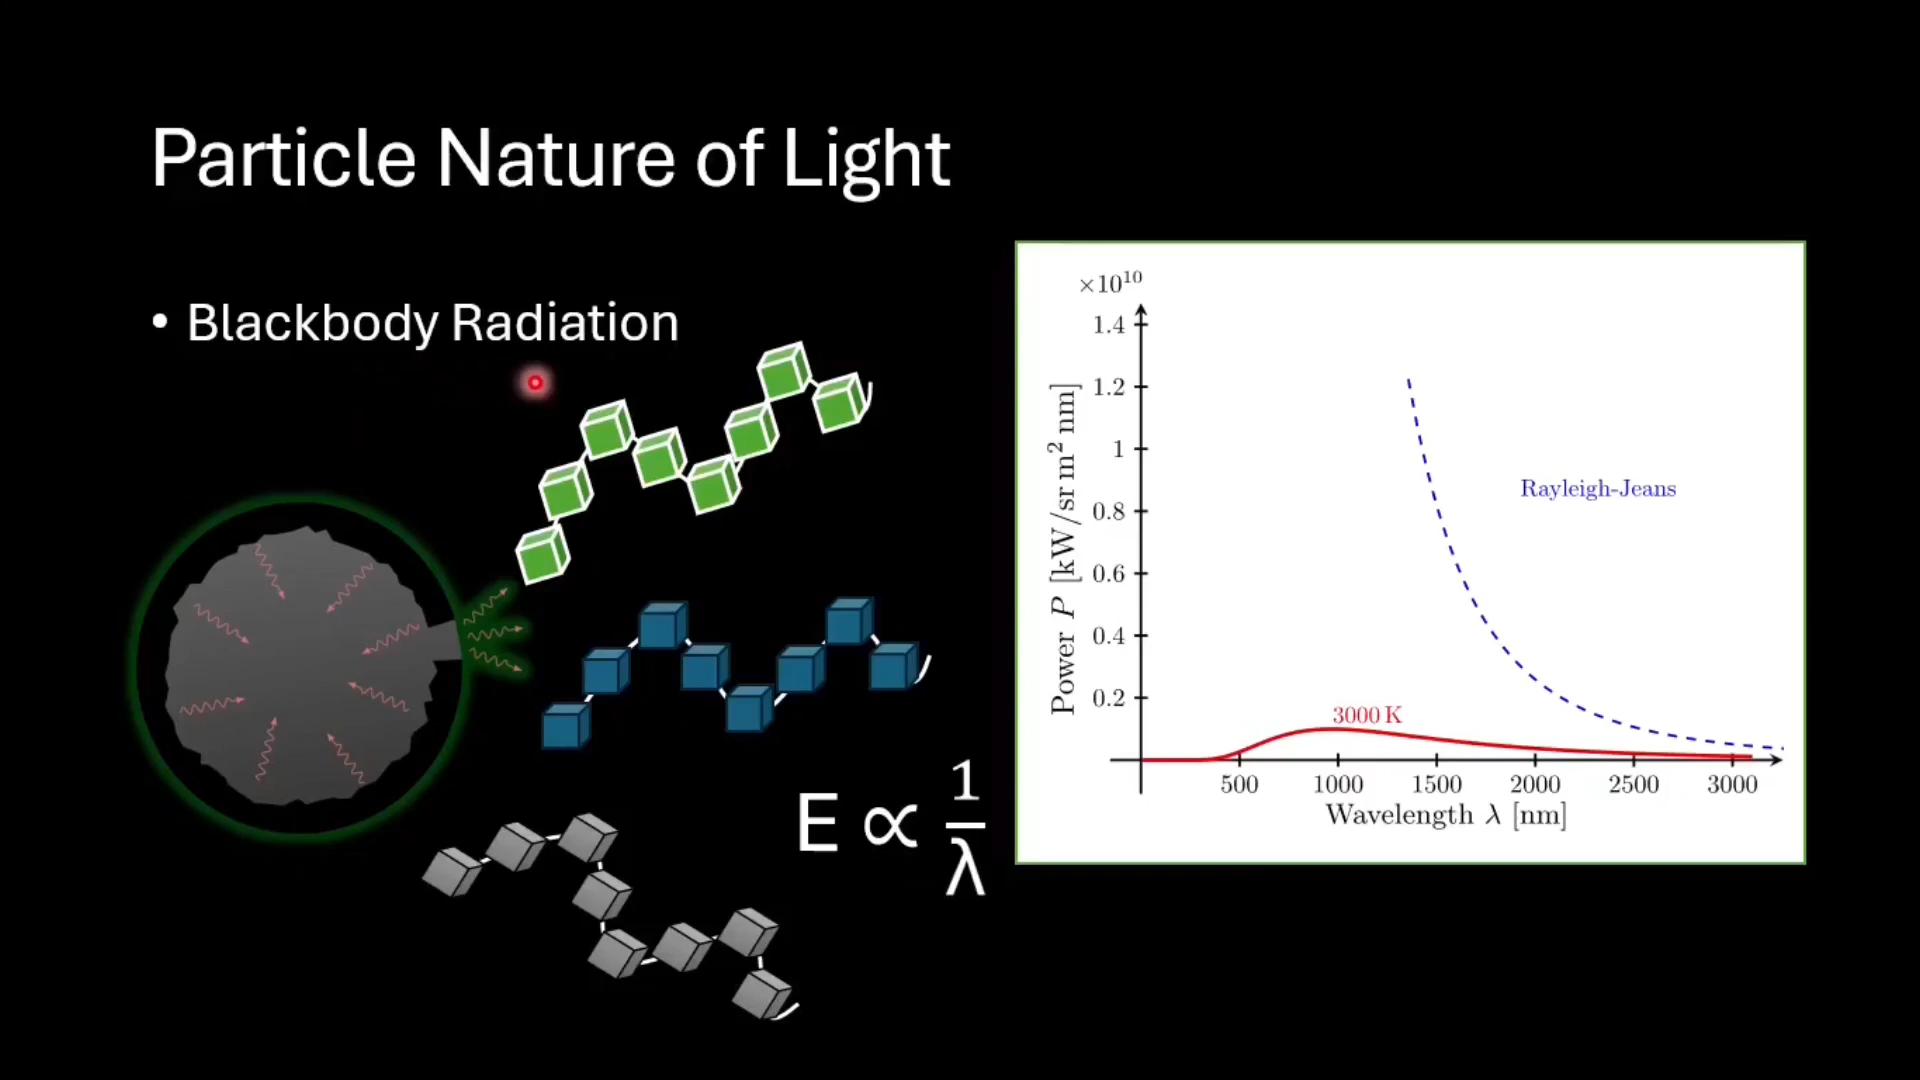 Particle Nature of Light
• Blackbody Radiation
E ∝ 1/λ
×10^10
1.4
1.2
1
0.8
0.6
0.4
0.2
Power P [kW/sr m² nm]
Rayleigh-Jeans
3000 K
500 1000 1500 2000 2500 3000
Wavelength λ [nm]